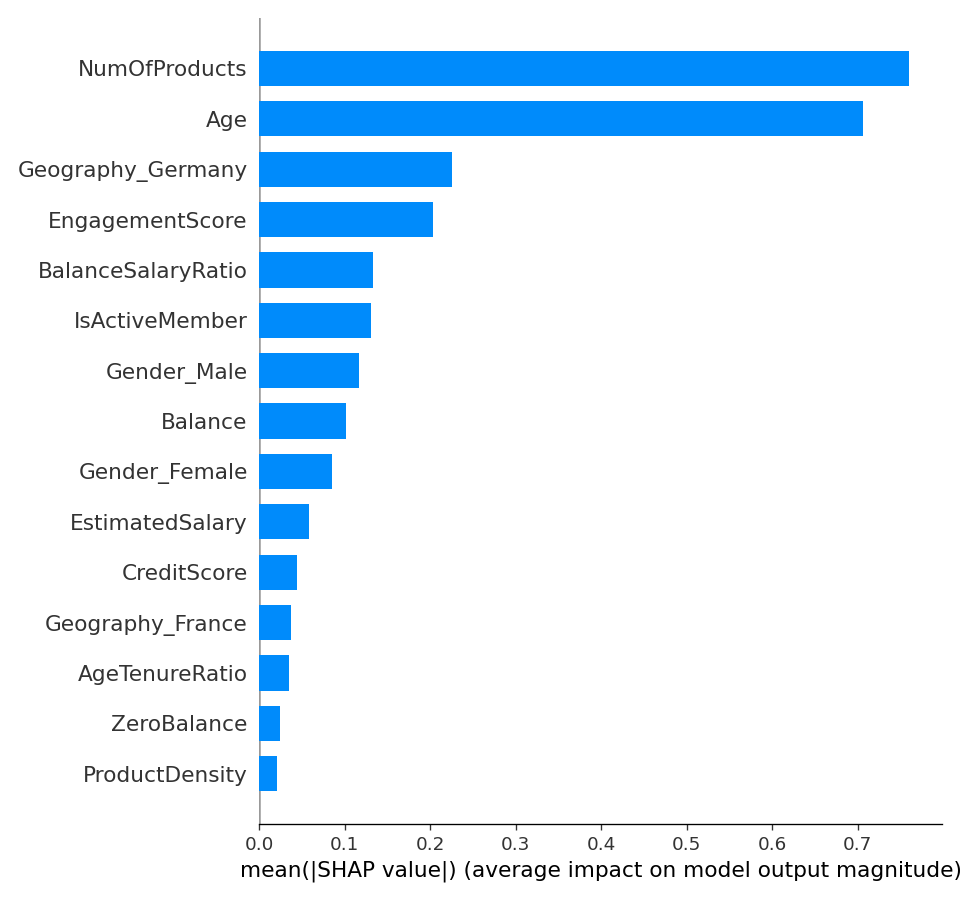 NumOfProducts
Age
Geography_Germany
EngagementScore
BalanceSalaryRatio
IsActiveMember
Gender_Male
Balance
Gender_Female
EstimatedSalary
CreditScore
Geography_France
AgeTenureRatio
ZeroBalance
ProductDensity
0.0 0.1 0.2 0.3 0.4 0.5 0.6 0.7
mean(|SHAP value|) (average impact on model output magnitude)